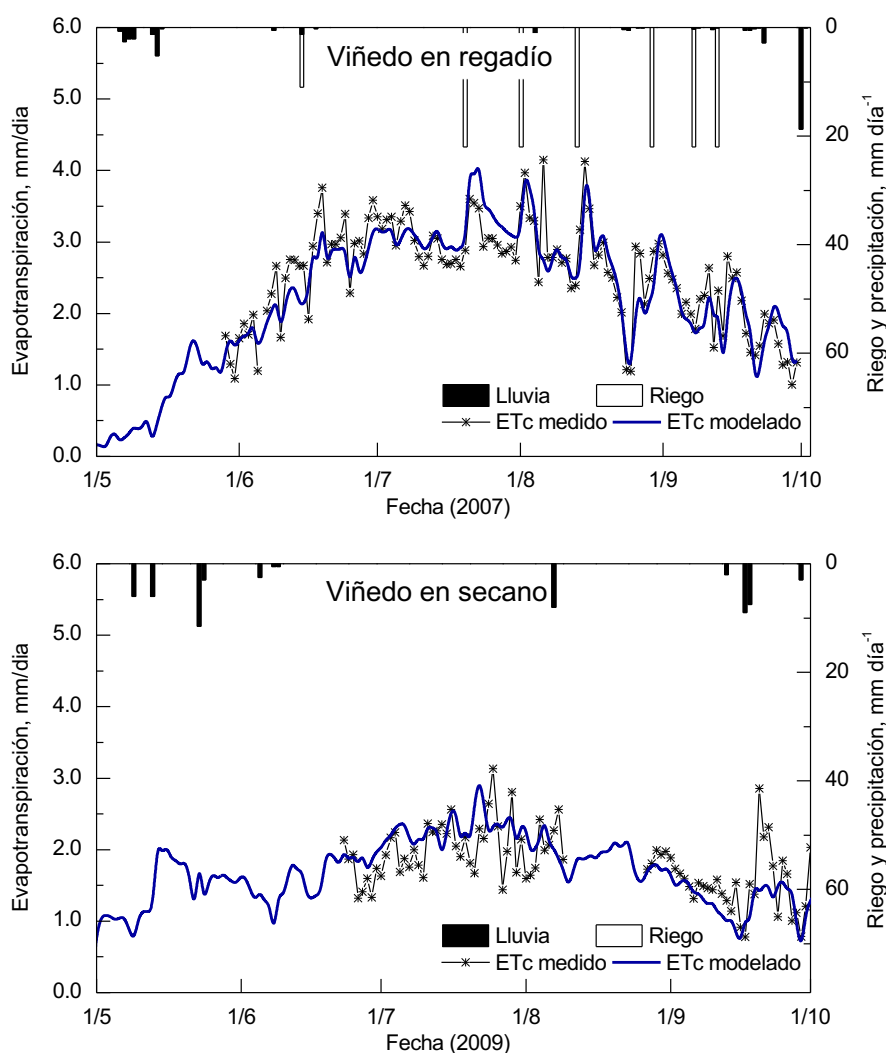 Viñedo en regadío
Evapotranspiración, mm/dia
6.0
5.0
4.0
3.0
2.0
1.0
0.0
0
20
40
60
Riego y precipitación, mm día-1
Lluvia
Riego
ETc medido
ETc modelado
1/5
1/6
1/7
1/8
1/9
1/10
Fecha (2007)
Viñedo en secano
Evapotranspiración, mm/dia
6.0
5.0
4.0
3.0
2.0
1.0
0.0
0
20
40
60
Riego y precipitación, mm día-1
Lluvia
Riego
ETc medido
ETc modelado
1/5
1/6
1/7
1/8
1/9
1/10
Fecha (2009)